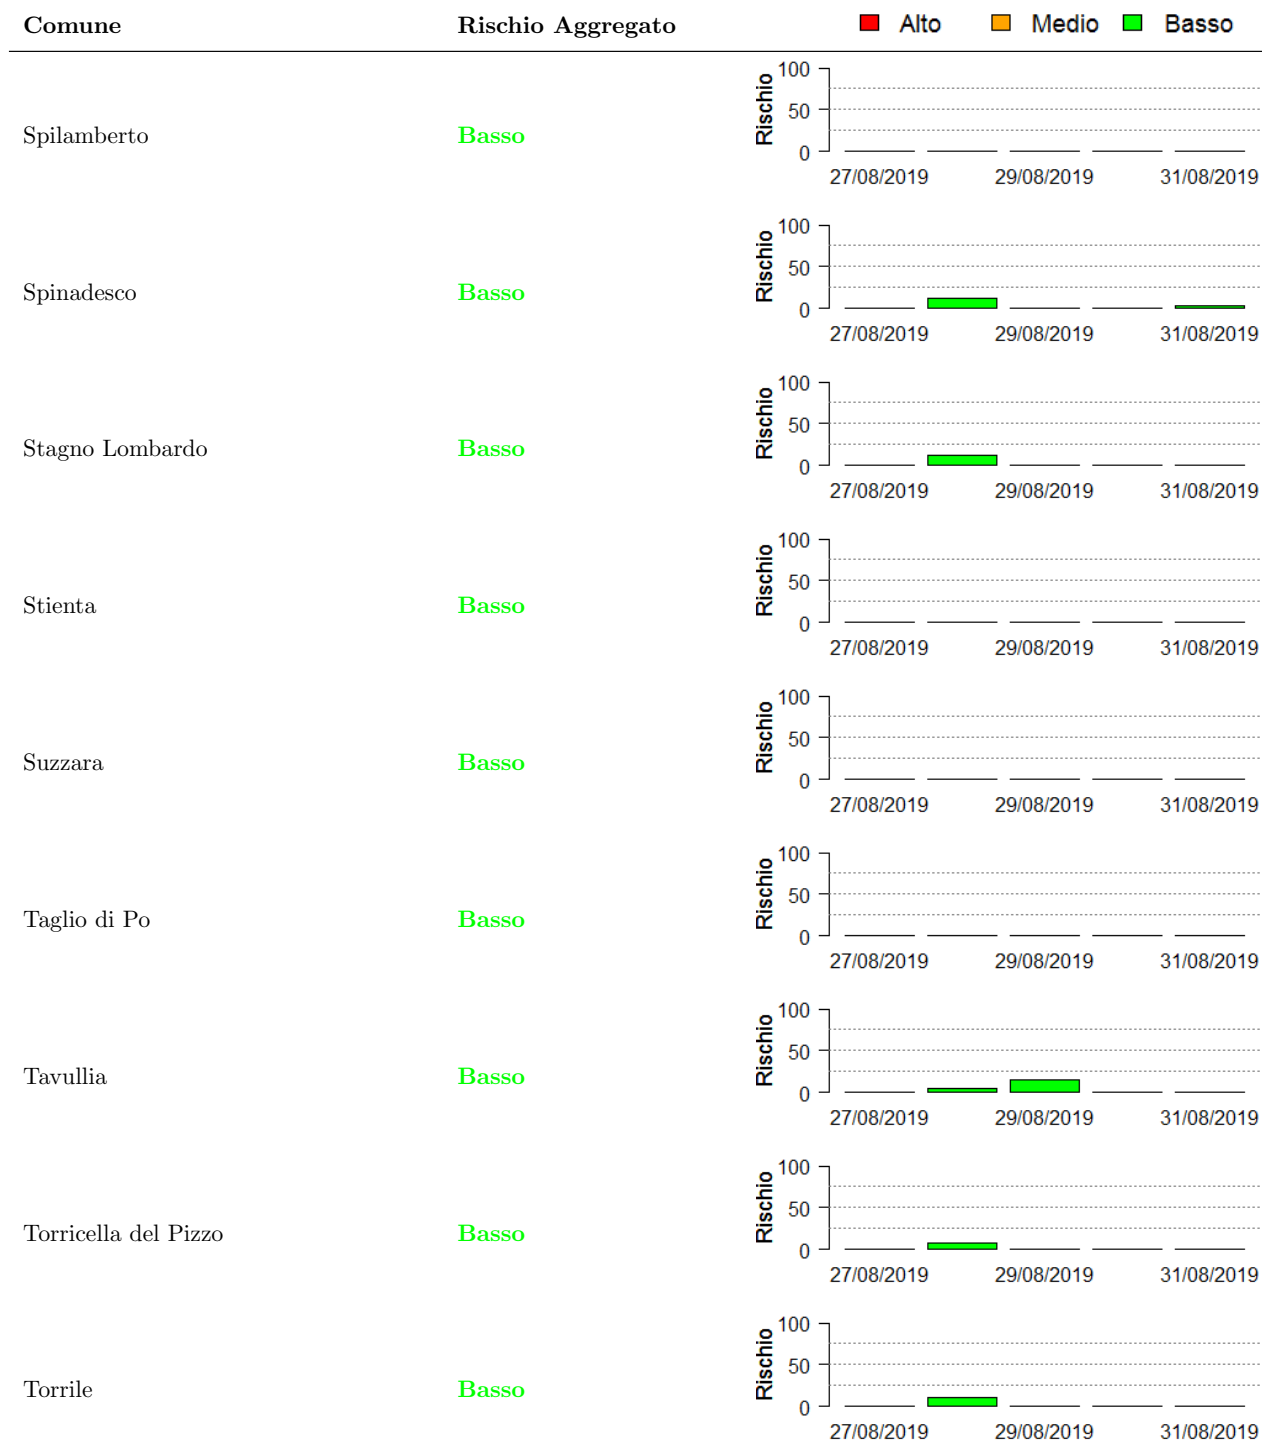 Comune Rischio Aggregato Alto Medio Basso
Spilamberto Basso Rischio 100 50 0
27/08/2019 29/08/2019 31/08/2019
Spinadesco Basso Rischio 100 50 0
27/08/2019 29/08/2019 31/08/2019
Stagno Lombardo Basso Rischio 100 50 0
27/08/2019 29/08/2019 31/08/2019
Stienta Basso Rischio 100 50 0
27/08/2019 29/08/2019 31/08/2019
Suzzara Basso Rischio 100 50 0
27/08/2019 29/08/2019 31/08/2019
Taglio di Po Basso Rischio 100 50 0
27/08/2019 29/08/2019 31/08/2019
Tavullia Basso Rischio 100 50 0
27/08/2019 29/08/2019 31/08/2019
Torricella del Pizzo Basso Rischio 100 50 0
27/08/2019 29/08/2019 31/08/2019
Torrile Basso Rischio 100 50 0
27/08/2019 29/08/2019 31/08/2019